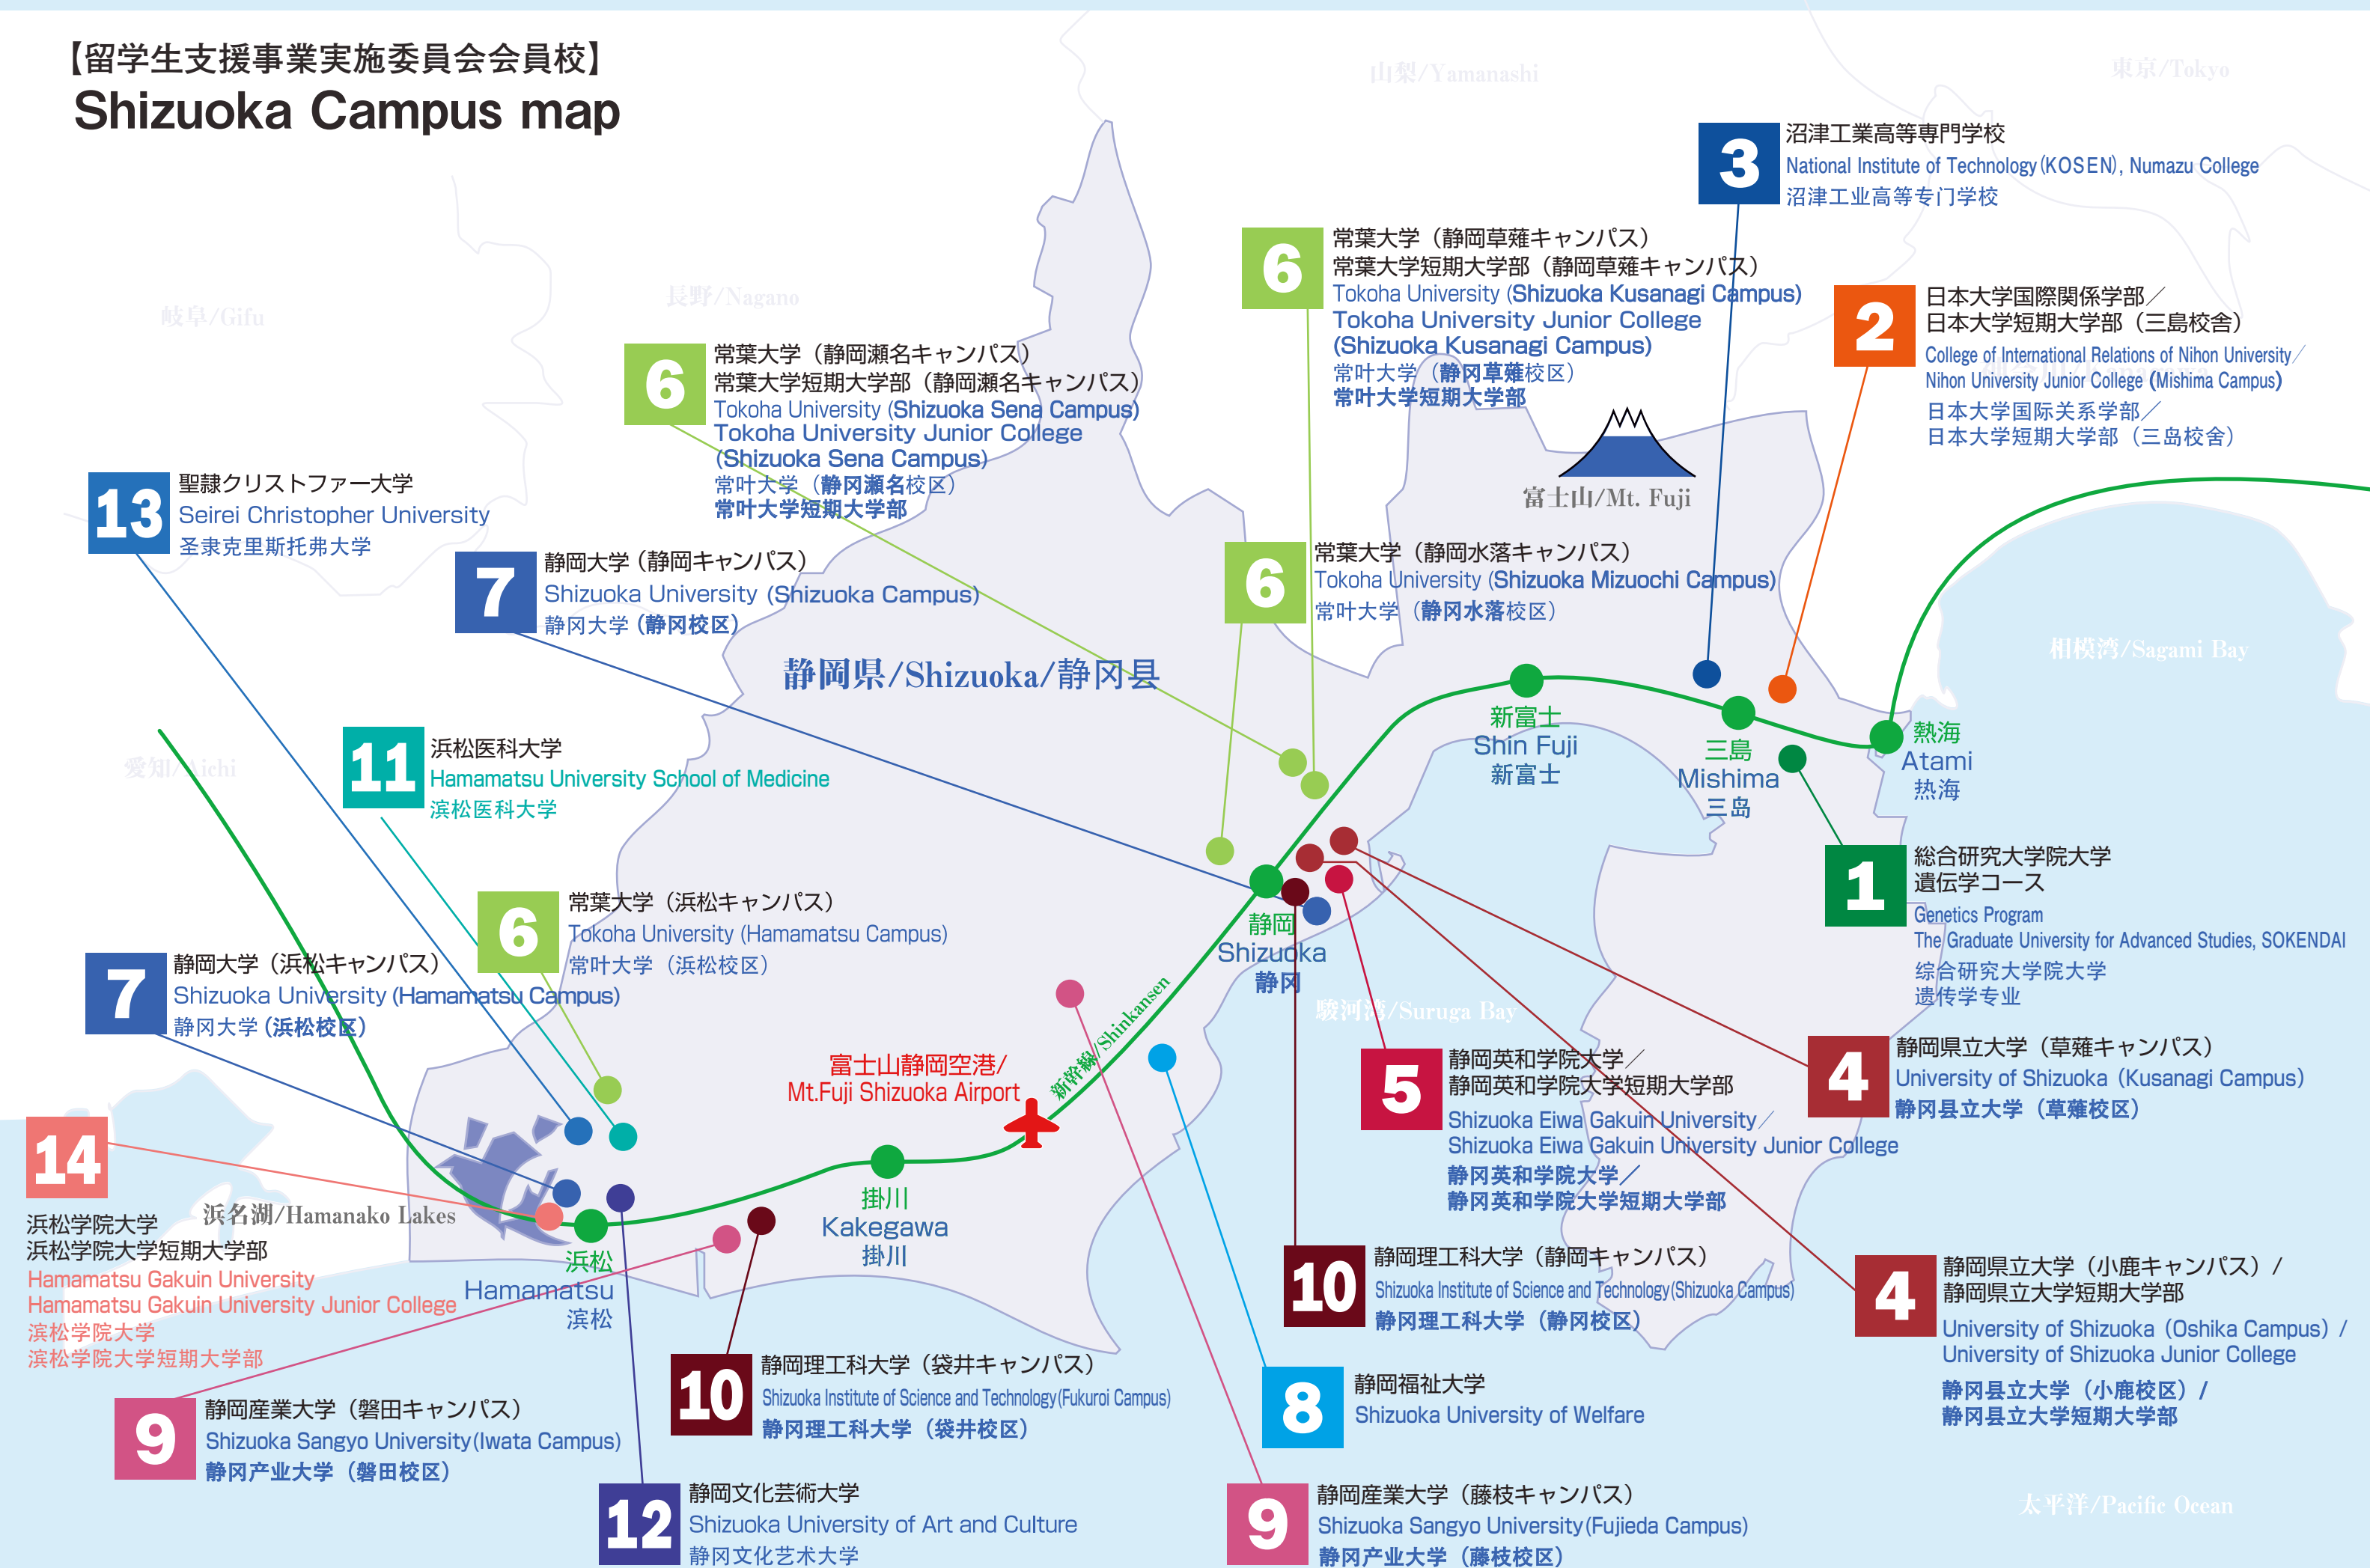 【留学生支援事業実施委員会会員校】
Shizuoka Campus map
山梨/Yamanashi
東京/Tokyo
岐阜/Gifu
長野/Nagano
愛知/Aichi
3
沼津工業高等専門学校
National Institute of Technology(KOSEN), Numazu College
沼津工业高等专门学校
6
常葉大学（静岡草薙キャンパス）
常葉大学短期大学部（静岡草薙キャンパス）
Tokoha University (Shizuoka Kusanagi Campus)
Tokoha University Junior College
(Shizuoka Kusanagi Campus)
常叶大学（静冈草薙校区）
常叶大学短期大学部
2
日本大学国際関係学部／
日本大学短期大学部（三島校舎）
College of International Relations of Nihon University／
Nihon University Junior College (Mishima Campus)
日本大学国际关系学部／
日本大学短期大学部（三岛校舍）
6
常葉大学（静岡瀬名キャンパス）
常葉大学短期大学部（静岡瀬名キャンパス）
Tokoha University (Shizuoka Sena Campus)
Tokoha University Junior College
(Shizuoka Sena Campus)
常叶大学（静冈瀬名校区）
常叶大学短期大学部
富士山/Mt. Fuji
13
聖隷クリストファー大学
Seirei Christopher University
圣隶克里斯托弗大学
7
静岡大学（静岡キャンパス）
Shizuoka University (Shizuoka Campus)
静冈大学（静冈校区）
6
常葉大学（静岡水落キャンパス）
Tokoha University (Shizuoka Mizuochi Campus)
常叶大学（静冈水落校区）
静岡県/Shizuoka/静冈县
相模湾/Sagami Bay
新富士
Shin Fuji
新富士
三島
Mishima
三岛
熱海
Atami
热海
11
浜松医科大学
Hamamatsu University School of Medicine
滨松医科大学
1
総合研究大学院大学
遺伝学コース
Genetics Program
The Graduate University for Advanced Studies, SOKENDAI
综合研究大学院大学
遗传学专业
6
常葉大学（浜松キャンパス）
Tokoha University (Hamamatsu Campus)
常叶大学（浜松校区）
7
静岡大学（浜松キャンパス）
Shizuoka University (Hamamatsu Campus)
静冈大学（浜松校区）
静岡
Shizuoka
静冈
駿河湾/Suruga Bay
新幹線/Shinkansen
富士山静岡空港/
Mt.Fuji Shizuoka Airport
5
静岡英和学院大学／
静岡英和学院大学短期大学部
Shizuoka Eiwa Gakuin University／
Shizuoka Eiwa Gakuin University Junior College
静冈英和学院大学／
静冈英和学院大学短期大学部
4
静岡県立大学（草薙キャンパス）
University of Shizuoka（Kusanagi Campus）
静冈县立大学（草薙校区）
14
浜松学院大学
浜松学院大学短期大学部
Hamamatsu Gakuin University
Hamamatsu Gakuin University Junior College
滨松学院大学
滨松学院大学短期大学部
浜名湖/Hamanako Lakes
浜松
Hamamatsu
滨松
掛川
Kakegawa
掛川
10
静岡理工科大学（静岡キャンパス）
Shizuoka Institute of Science and Technology(Shizuoka Campus)
静冈理工科大学（静冈校区）
4
静岡県立大学（小鹿キャンパス）/
静岡県立大学短期大学部
University of Shizuoka（Oshika Campus）/
University of Shizuoka Junior College
静冈县立大学（小鹿校区）/
静冈县立大学短期大学部
10
静岡理工科大学（袋井キャンパス）
Shizuoka Institute of Science and Technology(Fukuroi Campus)
静冈理工科大学（袋井校区）
8
静岡福祉大学
Shizuoka University of Welfare
9
静岡産業大学（磐田キャンパス）
Shizuoka Sangyo University(Iwata Campus)
静冈产业大学（磐田校区）
12
静岡文化芸術大学
Shizuoka University of Art and Culture
静冈文化艺术大学
9
静岡産業大学（藤枝キャンパス）
Shizuoka Sangyo University(Fujieda Campus)
静冈产业大学（藤枝校区）
太平洋/Pacific Ocean